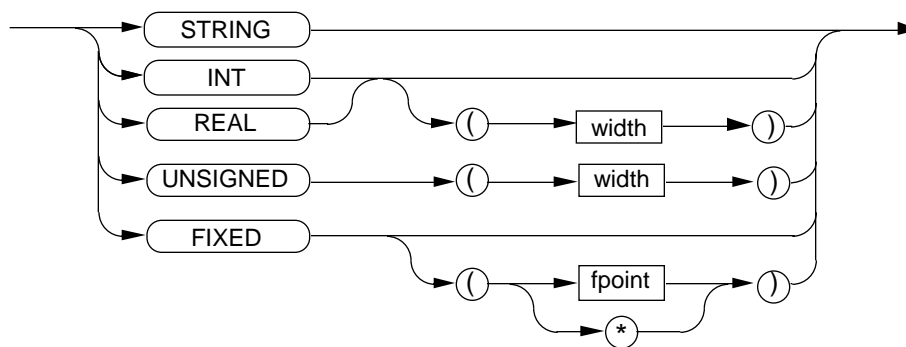 STRING
INT
REAL ( width )
UNSIGNED ( width )
FIXED
( fpoint )
*